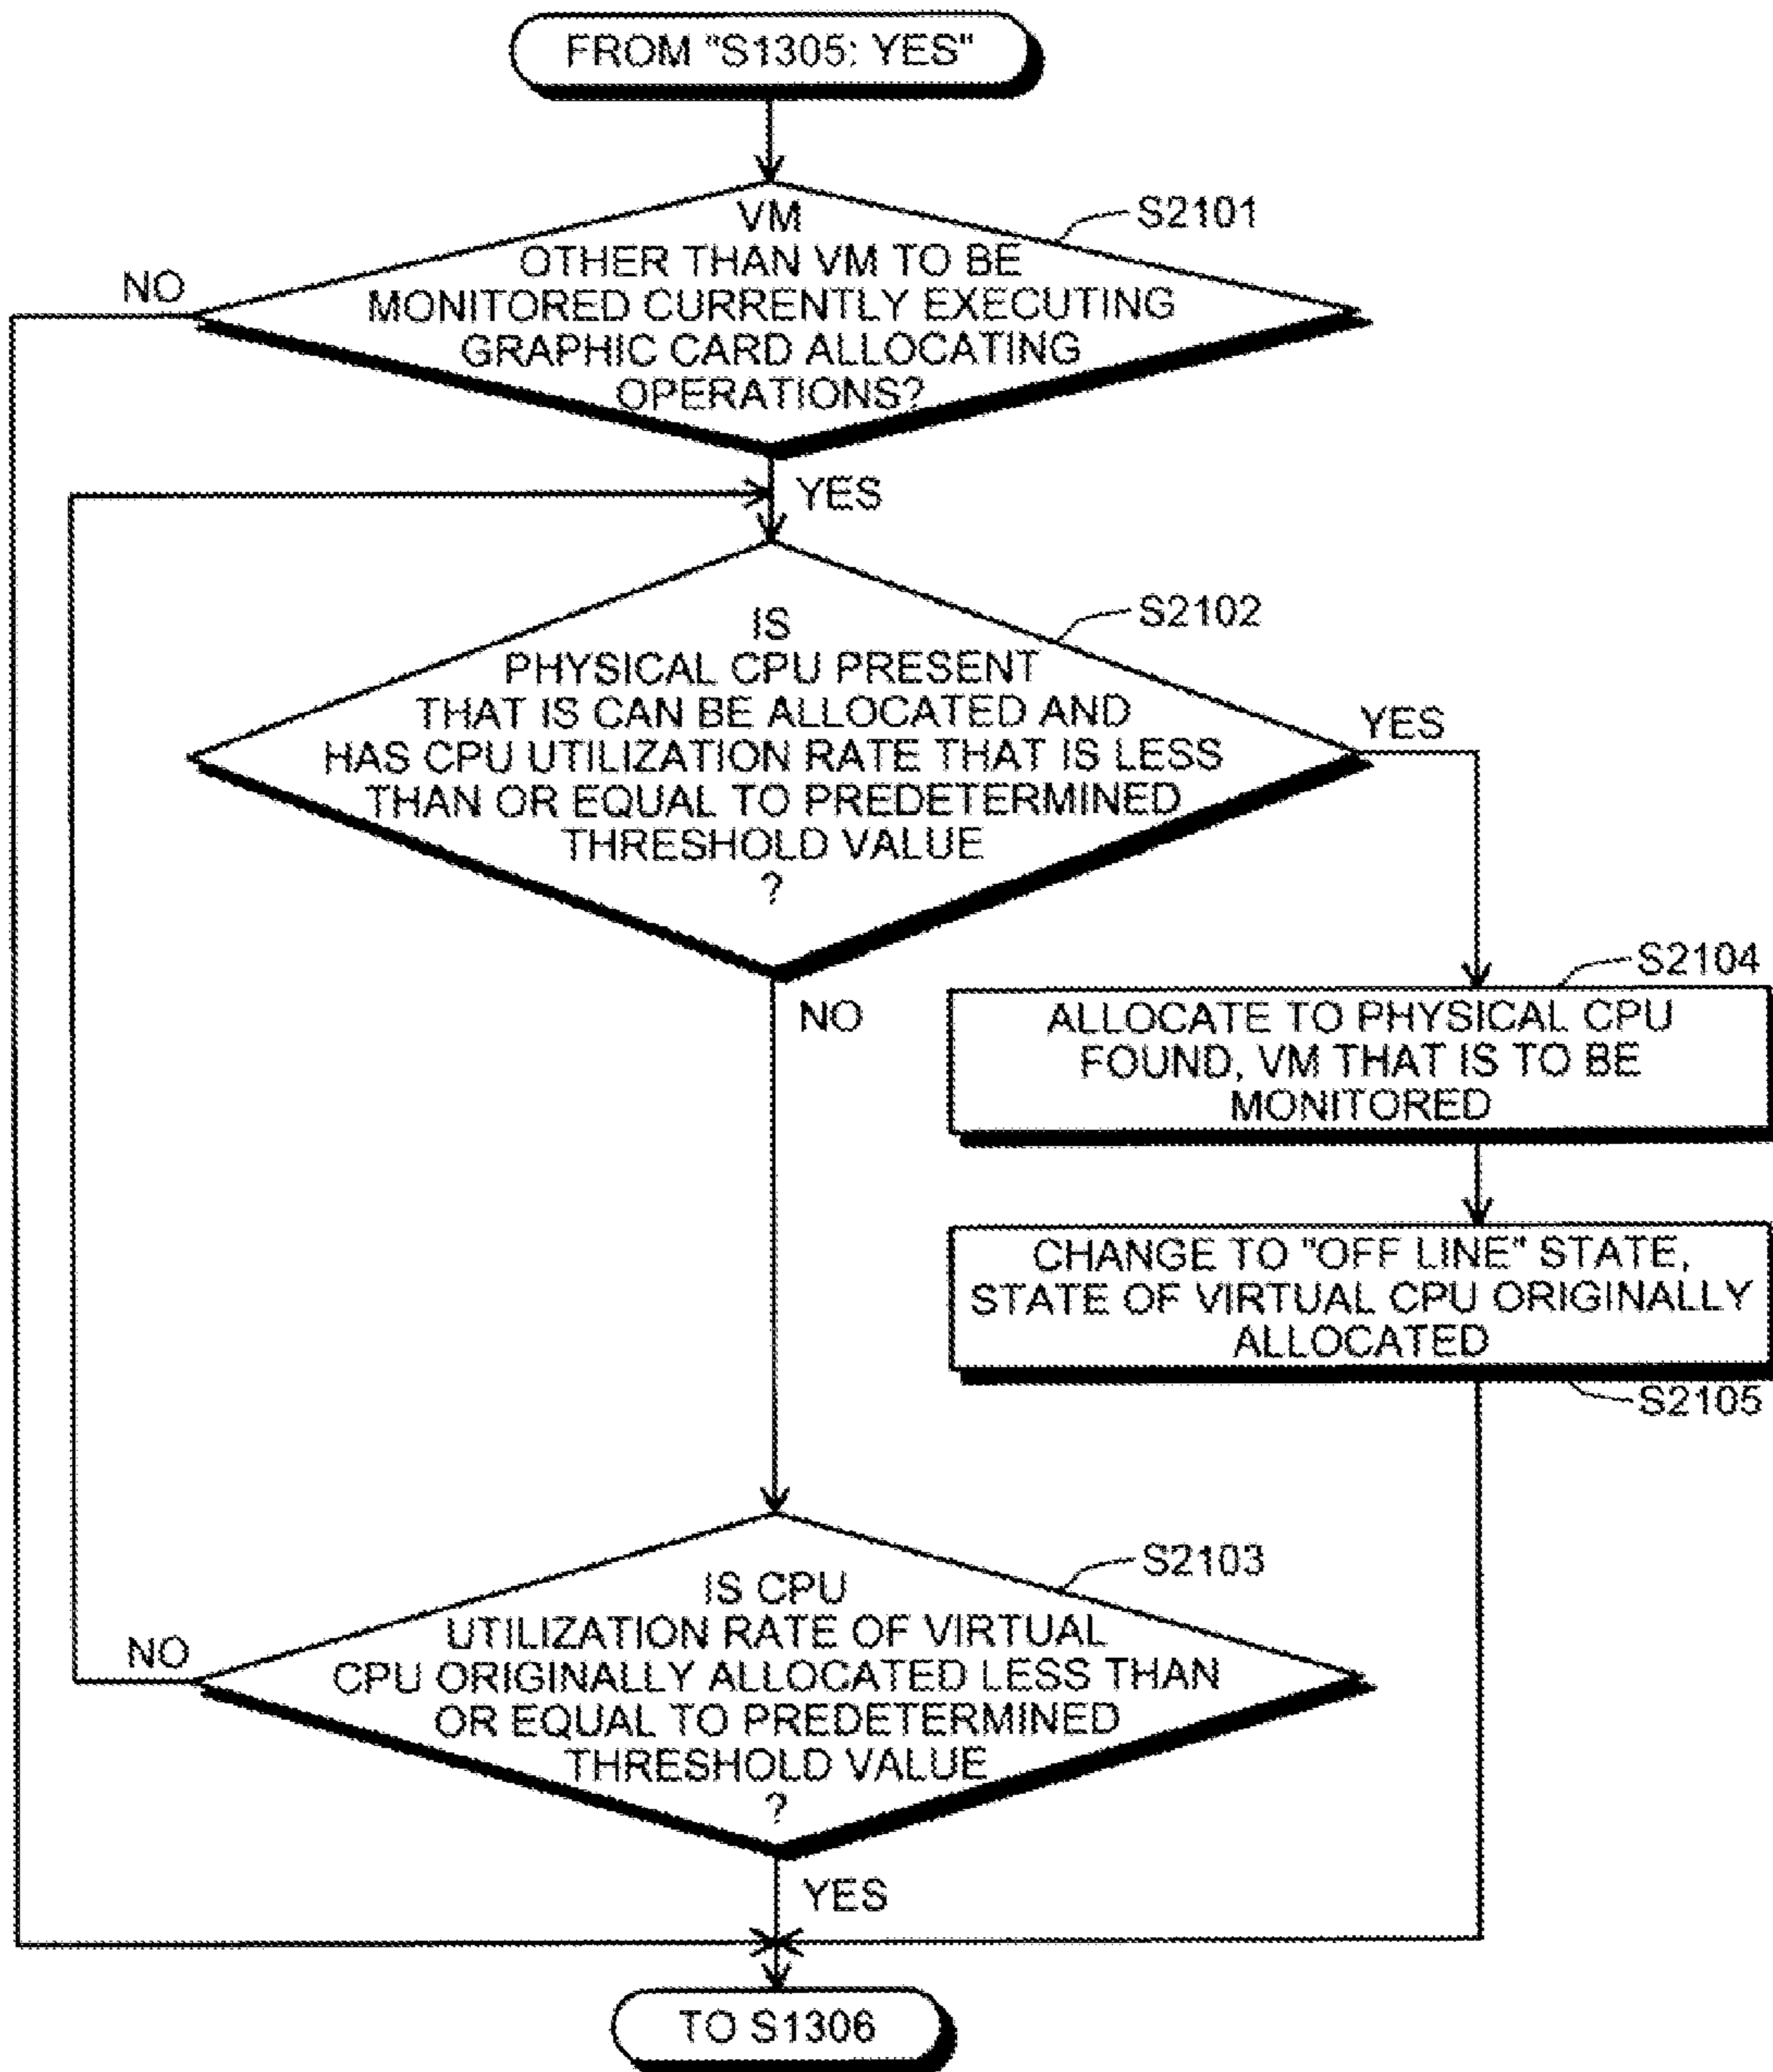 FROM "S1305: YES"
S2101
VM
OTHER THAN VM TO BE
MONITORED CURRENTLY EXECUTING
GRAPHIC CARD ALLOCATING
OPERATIONS?
NO
YES
S2102
IS
PHYSICAL CPU PRESENT
THAT IS CAN BE ALLOCATED AND
HAS CPU UTILIZATION RATE THAT IS LESS
THAN OR EQUAL TO PREDETERMINED
THRESHOLD VALUE
?
YES
NO
S2104
ALLOCATE TO PHYSICAL CPU
FOUND, VM THAT IS TO BE
MONITORED
CHANGE TO "OFF LINE" STATE,
STATE OF VIRTUAL CPU ORIGINALLY
ALLOCATED
S2105
S2103
IS CPU
UTILIZATION RATE OF VIRTUAL
CPU ORIGINALLY ALLOCATED LESS THAN
OR EQUAL TO PREDETERMINED
THRESHOLD VALUE
?
NO
YES
TO S1306